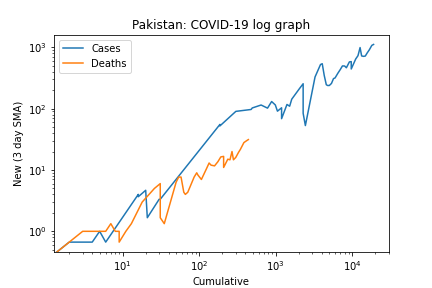 Pakistan: COVID-19 log graph
Cases
Deaths
New (3 day SMA)
10³
10²
10¹
10⁰
10¹
10²
10³
10⁴
Cumulative